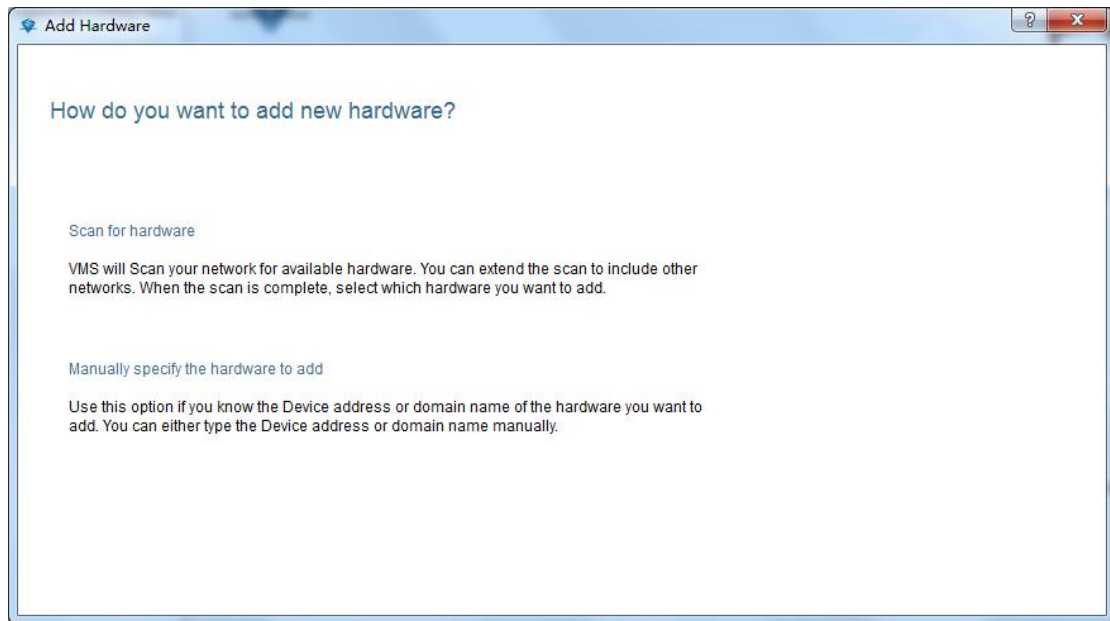 Add Hardware
?
X
How do you want to add new hardware?
Scan for hardware
VMS will Scan your network for available hardware. You can extend the scan to include other
networks. When the scan is complete, select which hardware you want to add.
Manually specify the hardware to add
Use this option if you know the Device address or domain name of the hardware you want to
add. You can either type the Device address or domain name manually.